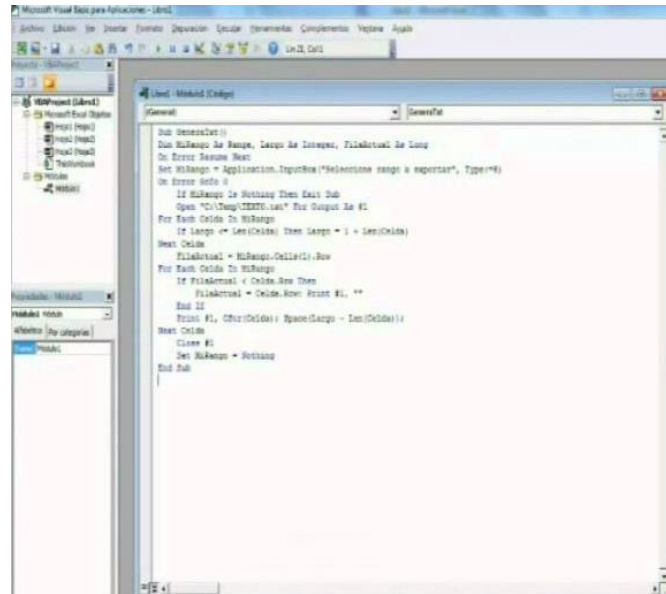 Microsoft Visual Basic para Aplicaciones - Libro1
Archivo Edición Ver Insertar Formato Depuración Ejecutar Herramientas Complementos Ventana Ayuda
Lín 21, Col 1
Proyecto - VBAProject
VBAProject (Libro1)
Microsoft Excel Objetos
Hoja1 (Hoja1)
Hoja2 (Hoja2)
Hoja3 (Hoja3)
ThisWorkbook
Módulos
Módulo1
Propiedades - Módulo1
Módulo1 Módulo
Alfabética Por categorías
Módulo1
Libro1 - Módulo1 (Código)
(General)
GeneraTxt
Sub GeneraTxt()
Dim MiRango As Range, Largo As Integer, FilaActual As Long
On Error Resume Next
Set MiRango = Application.InputBox("Seleccione rango a exportar", Type:=8)
On Error GoTo 0
If MiRango Is Nothing Then Exit Sub
Open "C:\Temp\TEXTO.txt" For Output As #1
For Each Celda In MiRango
If Largo <= Len(Celda) Then Largo = 1 + Len(Celda)
Next Celda
FilaActual = MiRango.Cells(1).Row
For Each Celda In MiRango
If FilaActual < Celda.Row Then
FilaActual = Celda.Row: Print #1, ""
End If
Print #1, CStr(Celda); Space(Largo - Len(Celda));
Next Celda
Close #1
Set MiRango = Nothing
End Sub